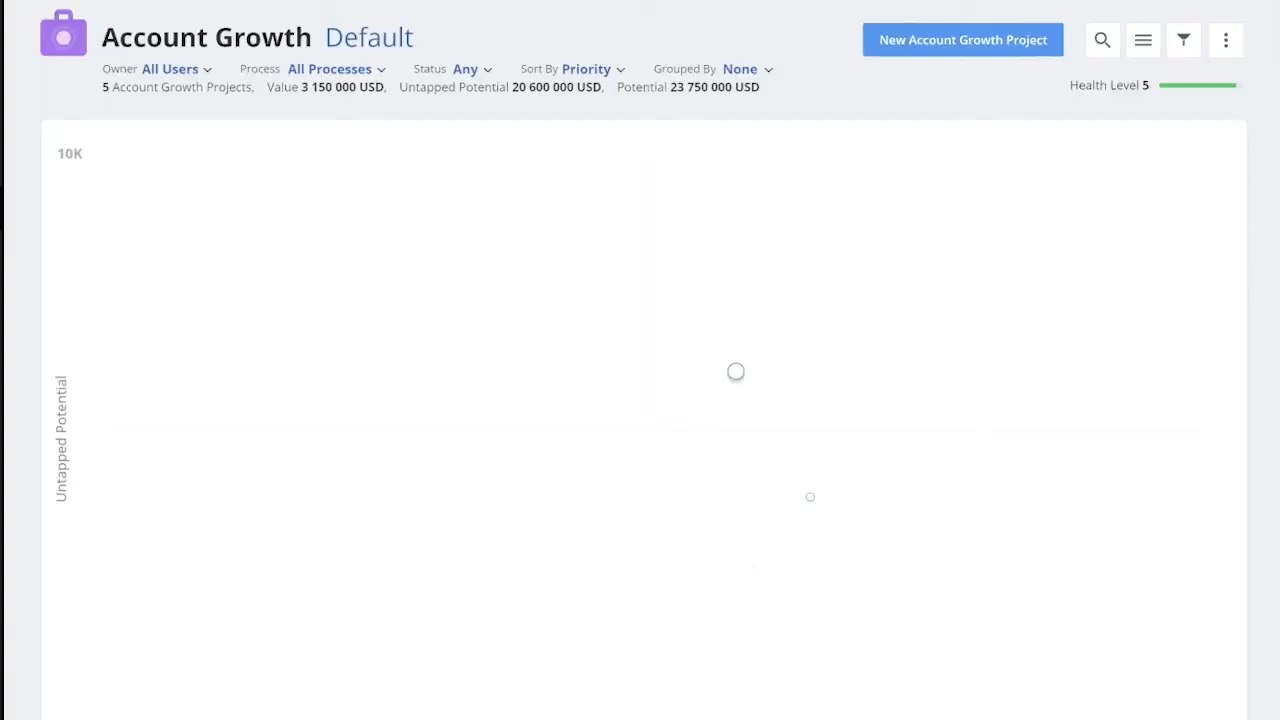 Account Growth Default
New Account Growth Project
Owner All Users Process All Processes Status Any Sort By Priority Grouped By None
5 Account Growth Projects, Value 3 150 000 USD, Untapped Potential 20 600 000 USD, Potential 23 750 000 USD
Health Level 5
10K
Untapped Potential